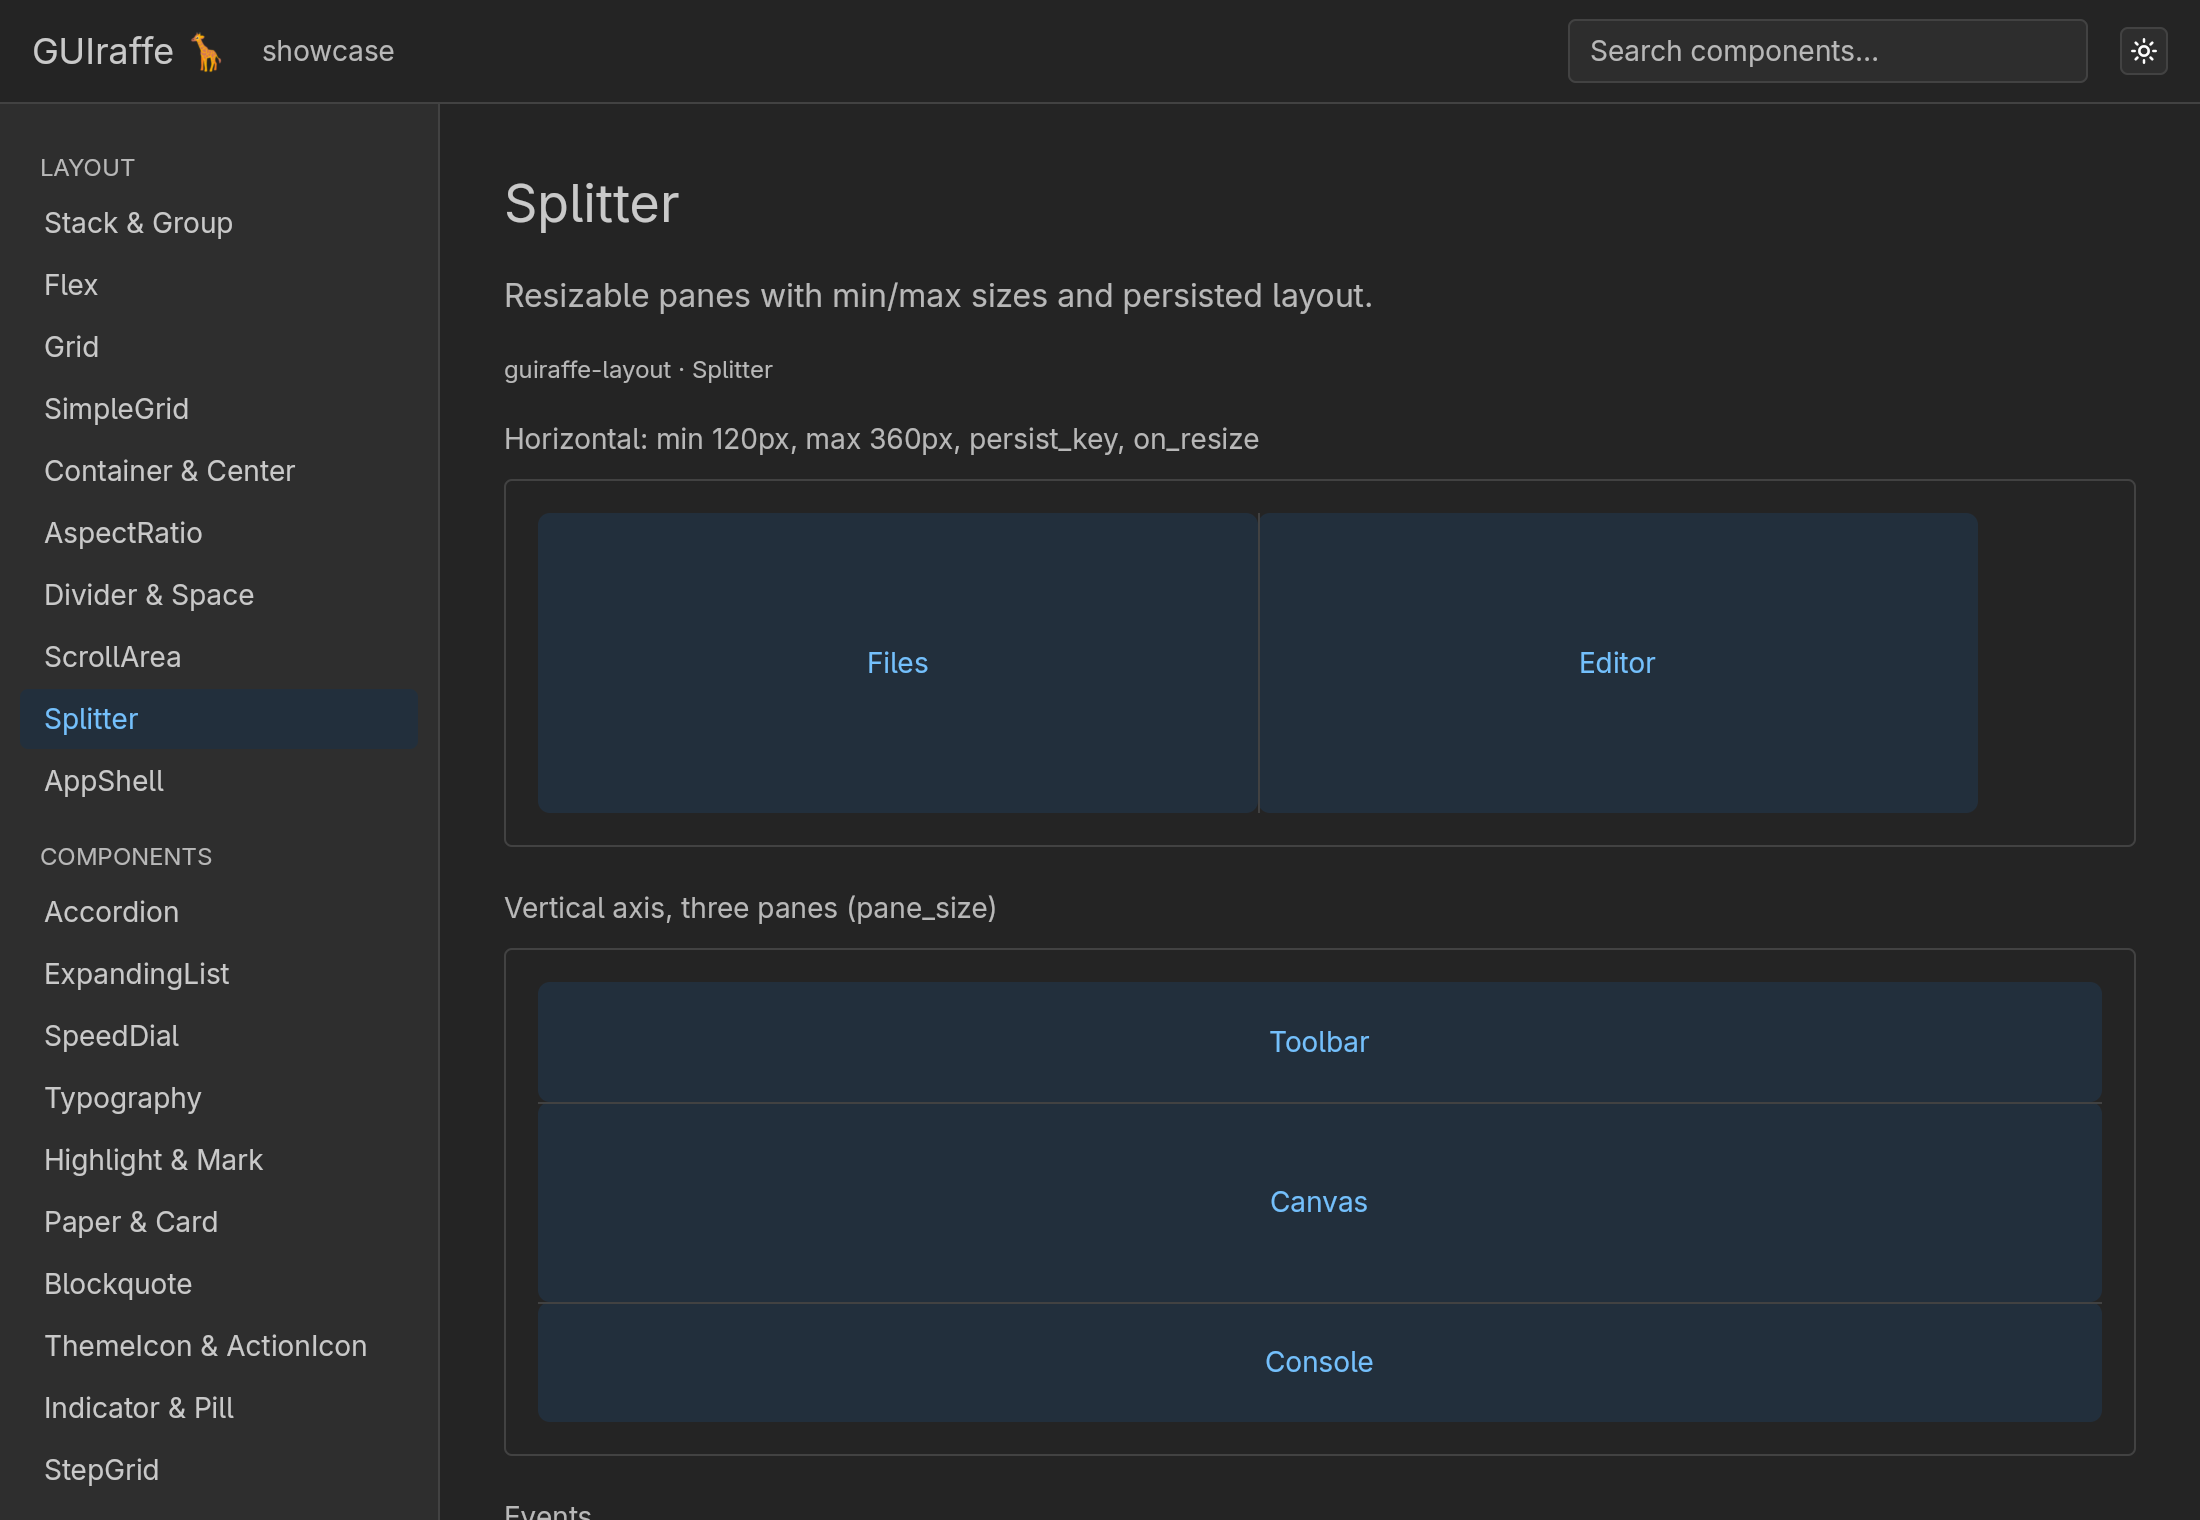 GUIraffe 🦒 showcase
Search components...
LAYOUT
Stack & Group
Flex
Grid
SimpleGrid
Container & Center
AspectRatio
Divider & Space
ScrollArea
Splitter
AppShell
COMPONENTS
Accordion
ExpandingList
SpeedDial
Typography
Highlight & Mark
Paper & Card
Blockquote
ThemeIcon & ActionIcon
Indicator & Pill
StepGrid
Splitter
Resizable panes with min/max sizes and persisted layout.
guiraffe-layout · Splitter
Horizontal: min 120px, max 360px, persist_key, on_resize
Files
Editor
Vertical axis, three panes (pane_size)
Toolbar
Canvas
Console
Events